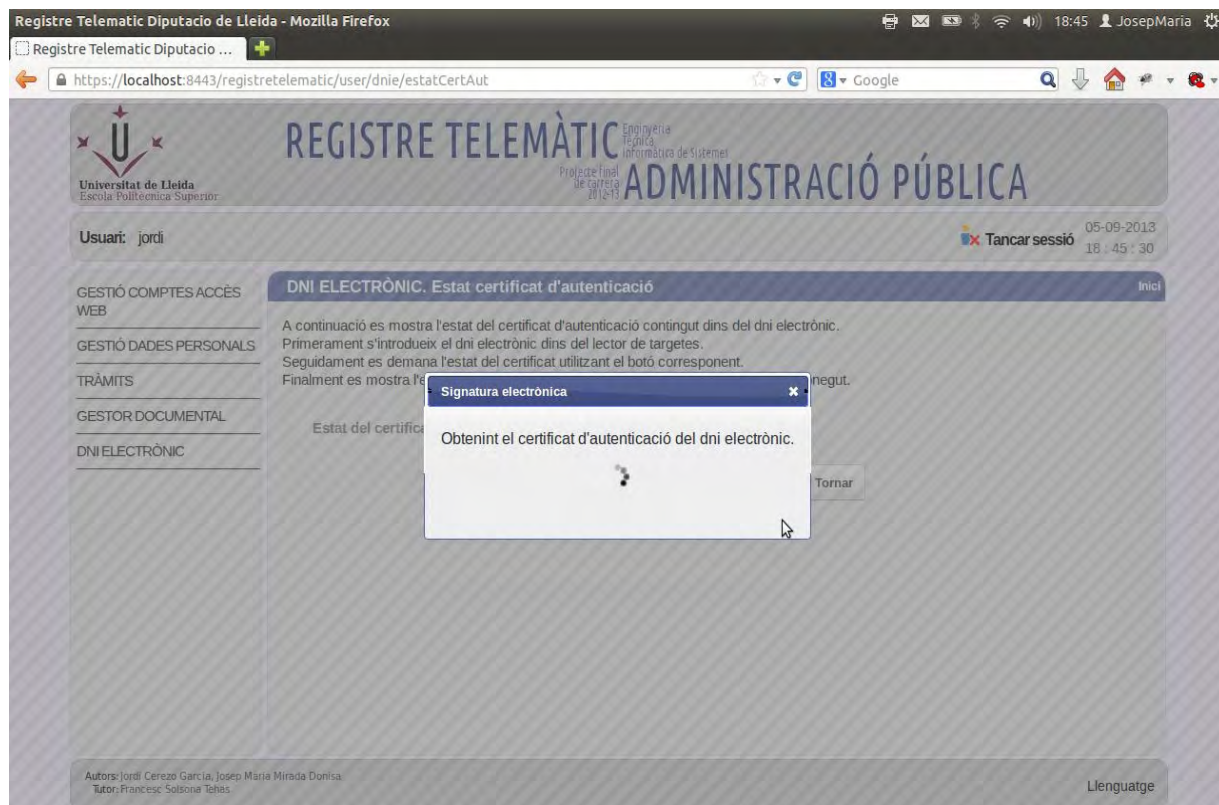 Registre Telematic Diputacio de Lleida - Mozilla Firefox
18:45 JosepMaria
Registre Telematic Diputacio ...
https://localhost:8443/registretelematic/user/dnie/estatCertAut
Google
Universitat de Lleida
Escola Politècnica Superior
REGISTRE TELEMÀTIC
Enginyeria
Tècnica
Informàtica de Sistemes
Projecte final
de carrera
2012-13
ADMINISTRACIÓ PÚBLICA
Usuari: jordi
Tancar sessió
05-09-2013
18 : 45 : 30
GESTIÓ COMPTES ACCÈS
WEB
GESTIÓ DADES PERSONALS
TRÀMITS
GESTOR DOCUMENTAL
DNI ELECTRÒNIC
DNI ELECTRÒNIC. Estat certificat d'autenticació
Inici
A continuació es mostra l'estat del certificat d'autenticació contingut dins del dni electrònic.
Primerament s'introdueix el dni electrònic dins del lector de targetes.
Seguidament es demana l'estat del certificat utilitzant el botó corresponent.
Finalment es mostra l'e
negut.
Estat del certifica
Signatura electrònica
Obtenint el certificat d'autenticació del dni electrònic.
Tornar
Autors: Jordi Cerezo Garcia, Josep Maria Mirada Donisa
Tutor: Francesc Solsona Tehas
Llenguatge